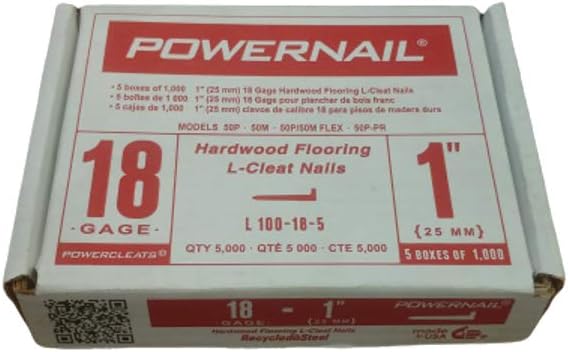 POWERNAIL®
• 5 boxes of 1,000 1" (25 mm) 18 Gage Hardwood Flooring L-Cleat Nails
• 5 boîtes de 1 000 1" (25 mm) 18 Gage pour plancher de bois franc
• 5 cajas de 1,000 1" (25 mm) clavos de calibre 18 para pisos de madera duro
MODELS 50P · 50M · 50P/50M FLEX · 50P-PR
18
-GAGE-
POWERCLEATS®
Hardwood Flooring
L-Cleat Nails
L 100-18-5
QTY 5,000 · QTÉ 5 000 · CTE 5,000
1"
{25 MM}
5 BOXES OF 1,000
18 - 1"
GAGE {25 MM}
Hardwood Flooring L-Cleat Nails
Recycled Steel
POWERNAIL®
made
in USA